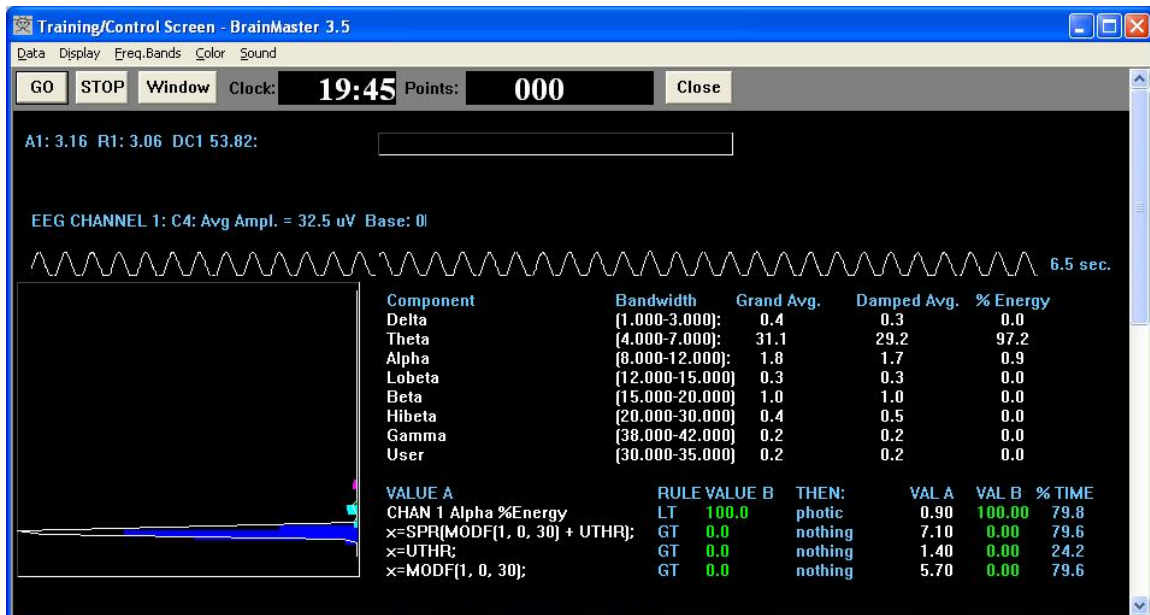 Training/Control Screen - BrainMaster 3.5
Data Display Freq.Bands Color Sound
GO STOP Window Clock: 19:45 Points: 000 Close
A1: 3.16 R1: 3.06 DC1 53.82:
EEG CHANNEL 1: C4: Avg Ampl. = 32.5 uV Base: 0
6.5 sec.
Component Bandwidth Grand Avg. Damped Avg. % Energy
Delta (1.000-3.000): 0.4 0.3 0.0
Theta (4.000-7.000): 31.1 29.2 97.2
Alpha (8.000-12.000): 1.8 1.7 0.9
Lobeta (12.000-15.000) 0.3 0.3 0.0
Beta (15.000-20.000) 1.0 1.0 0.0
Hibeta (20.000-30.000) 0.4 0.5 0.0
Gamma (38.000-42.000) 0.2 0.2 0.0
User (30.000-35.000) 0.2 0.2 0.0
VALUE A RULE VALUE B THEN: VAL A VAL B % TIME
CHAN 1 Alpha %Energy LT 100.0 photic 0.90 100.00 79.8
x=SPR(MODF(1, 0, 30) + UTHR); GT 0.0 nothing 7.10 0.00 79.6
x=UTHR; GT 0.0 nothing 1.40 0.00 24.2
x=MODF(1, 0, 30); GT 0.0 nothing 5.70 0.00 79.6